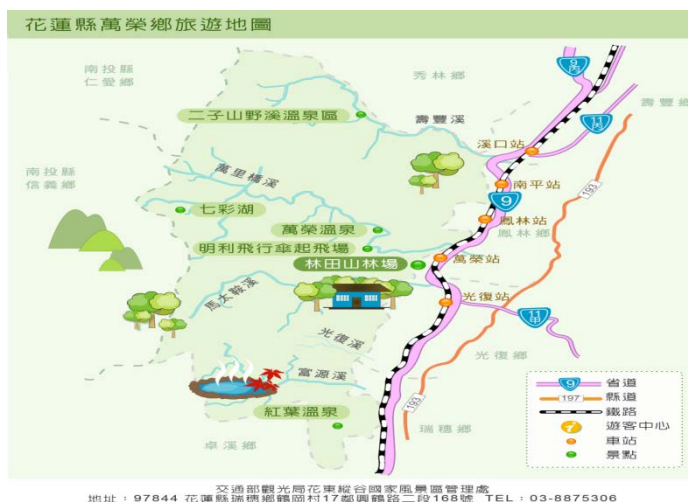 花蓮縣萬榮鄉旅遊地圖
南投縣
仁愛鄉
秀林鄉
9
丙
壽豐鄉
11
丙
二子山野溪溫泉區
壽豐溪
溪口站
南投縣
信義鄉
萬里橋溪
南平站
193
9
七彩湖
鳳林站
萬榮溫泉
鳳林鄉
明利飛行傘起飛場
萬榮站
林田山林場
馬太鞍溪
光復站
11
甲
光復溪
光復鄉
富源溪
193
紅葉溫泉
瑞穗鄉
卓溪鄉
9 省道
197 縣道
鐵路
i 遊客中心
車站
景點
交通部觀光局花東縱谷國家風景區管理處
地址：97844 花蓮縣瑞穗鄉鶴岡村17鄰興鶴路二段168號 TEL：03-8875306